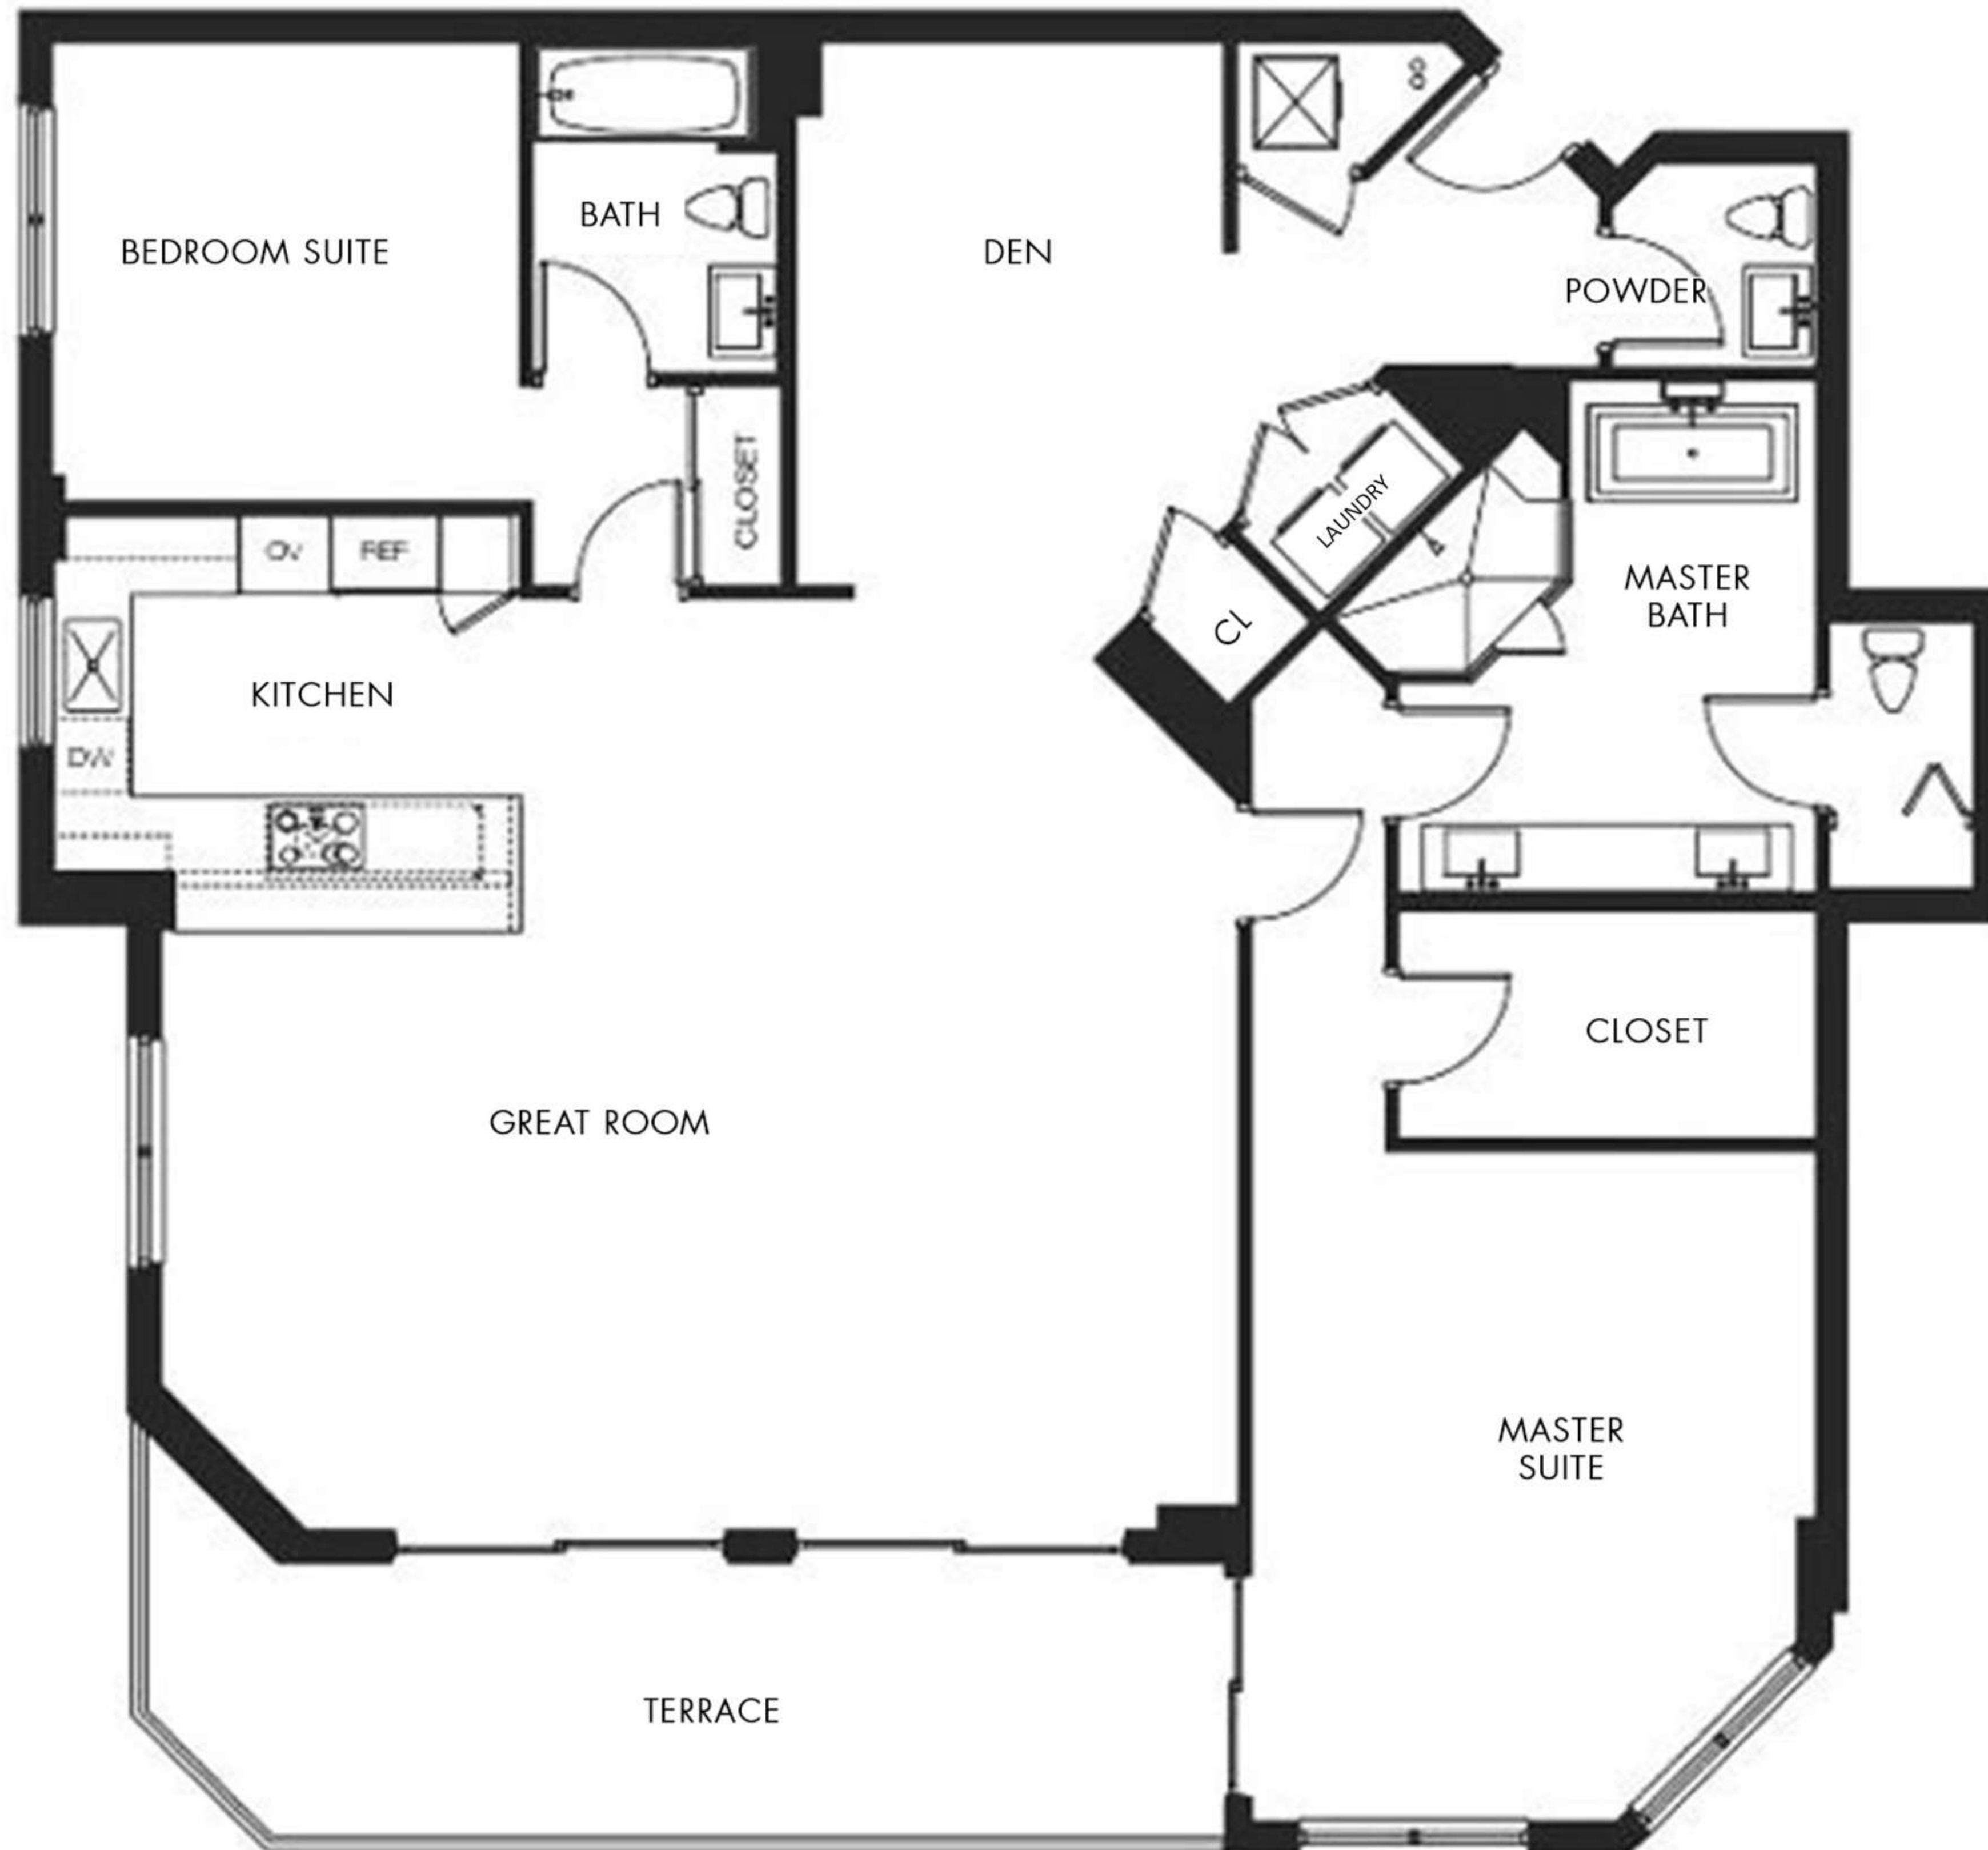 BATH
BEDROOM SUITE
DEN
POWDER
CLOSET
LAUNDRY
OV
REF
MASTER
BATH
CL
KITCHEN
DW
CLOSET
GREAT ROOM
MASTER
SUITE
TERRACE